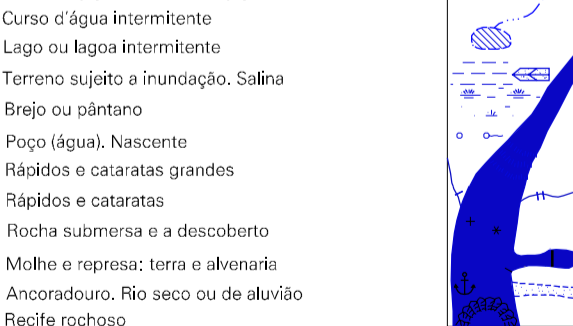 Curso d'água intermitente
Lago ou lagoa intermitente
Terreno sujeito a inundação. Salina
Brejo ou pântano
Poço (água). Nascente
Rápidos e cataratas grandes
Rápidos e cataratas
Rocha submersa e a descoberto
Molhe e represa: terra e alvenaria
Ancoradouro. Rio seco ou de aluvião
Recife rochoso